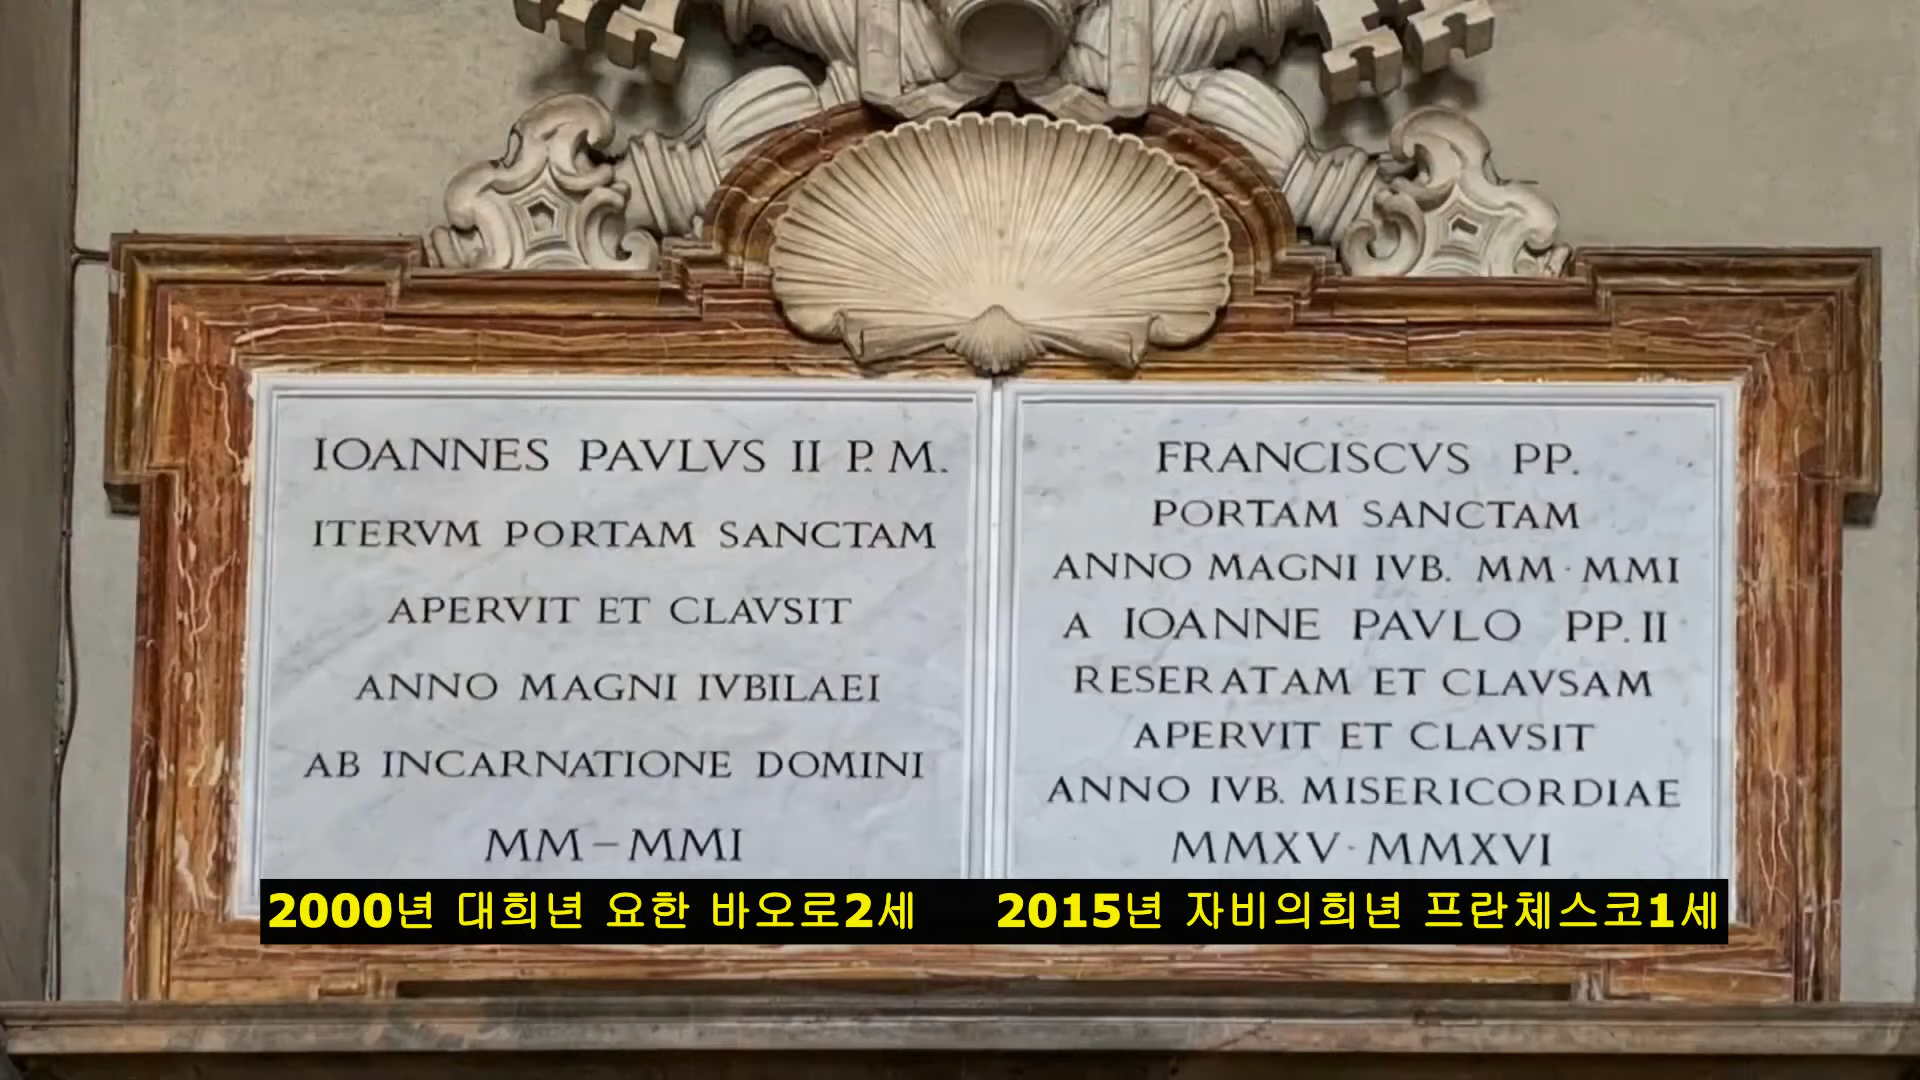 IOANNES PAVLVS II P. M.
ITERVM PORTAM SANCTAM
APERVIT ET CLAVSIT
ANNO MAGNI IVBILAEI
AB INCARNATIONE DOMINI
MM–MMI
FRANCISCVS PP.
PORTAM SANCTAM
ANNO MAGNI IVB. MM·MMI
A IOANNE PAVLO PP. II
RESERATAM ET CLAVSAM
APERVIT ET CLAVSIT
ANNO IVB. MISERICORDIAE
MMXV·MMXVI
2000년 대희년 요한 바오로2세
2015년 자비의희년 프란체스코1세